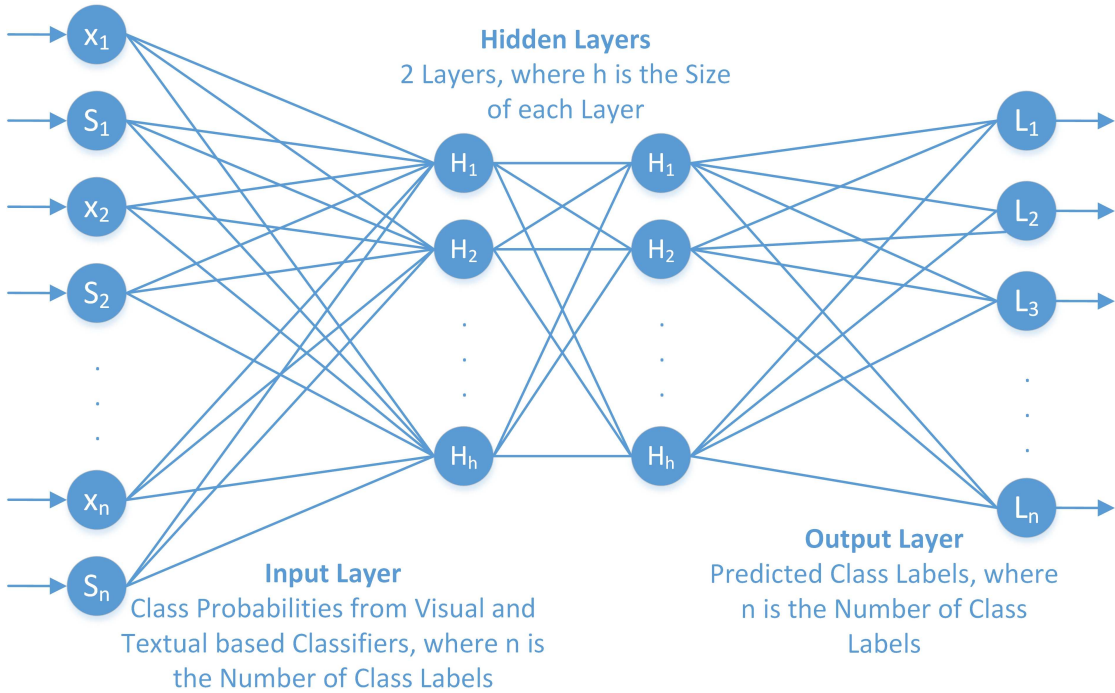 x₁
S₁
x₂
S₂
.
.
.
xₙ
Sₙ
Input Layer
Class Probabilities from Visual and
Textual based Classifiers, where n is
the Number of Class Labels
Hidden Layers
2 Layers, where h is the Size
of each Layer
H₁
H₂
.
.
.
Hₕ
H₁
H₂
.
.
.
Hₕ
L₁
L₂
L₃
.
.
.
Lₙ
Output Layer
Predicted Class Labels, where
n is the Number of Class
Labels